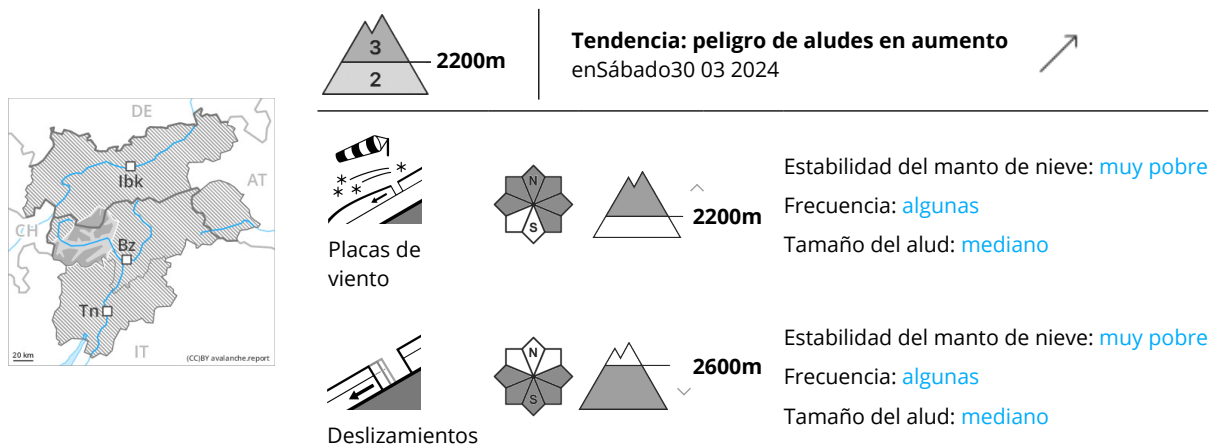 3
2
2200m
Tendencia: peligro de aludes en aumento
enSábado30 03 2024
DE
Ibk
AT
CH
Bz
Tn
IT
20 km
(CC)BY avalanche.report
Placas de
viento
N
S
2200m
Estabilidad del manto de nieve: muy pobre
Frecuencia: algunas
Tamaño del alud: mediano
Deslizamientos
N
S
2600m
Estabilidad del manto de nieve: muy pobre
Frecuencia: algunas
Tamaño del alud: mediano